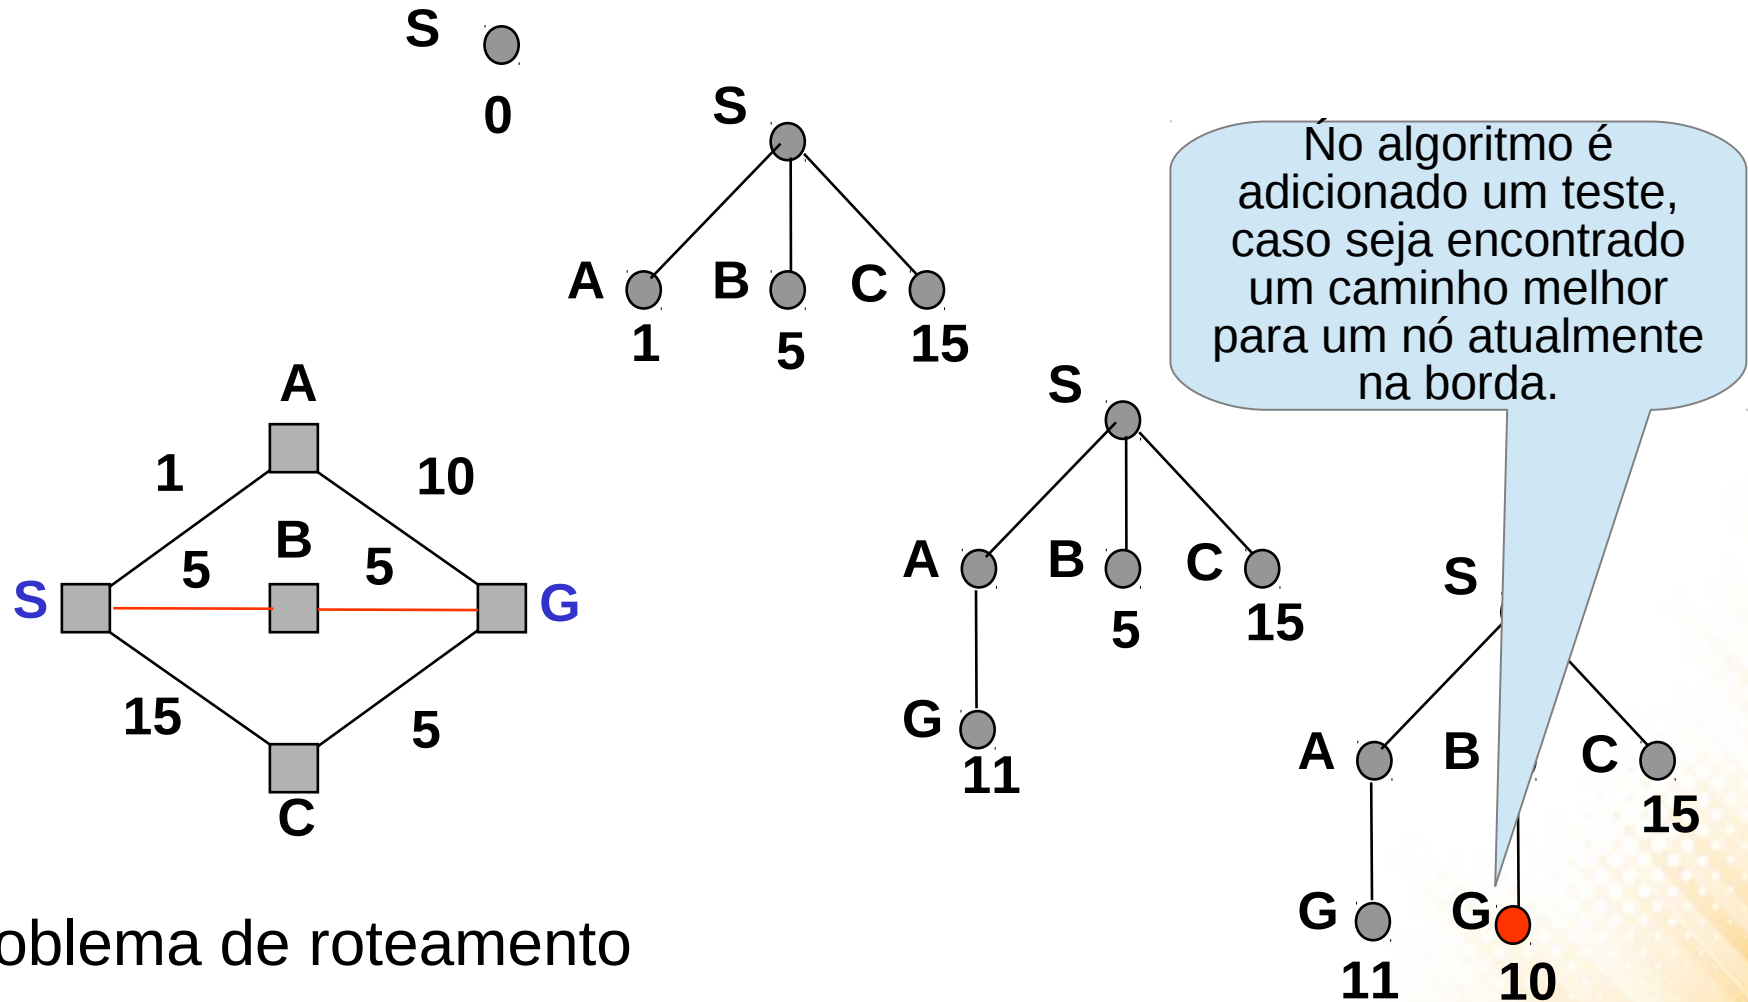 S
0
S
A B C
1 5 15
Ńo algoritmo é
adicionado um teste,
caso seja encontrado
um caminho melhor
para um nó atualmente
na borda.
A
1 10
B
5 5
S G
15 5
C
S
A B C
5 15
G
11
S
A B C
15
G G
11 10
oblema de roteamento